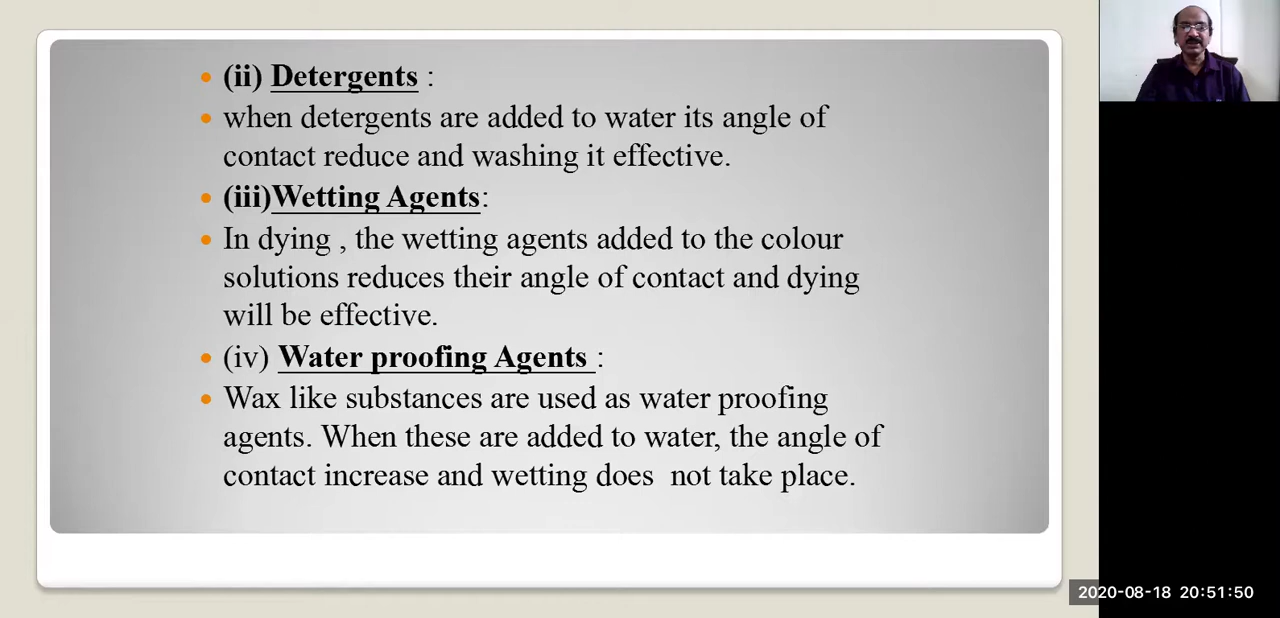 (ii) Detergents :
when detergents are added to water its angle of
contact reduce and washing it effective.
(iii)Wetting Agents:
In dying , the wetting agents added to the colour
solutions reduces their angle of contact and dying
will be effective.
(iv) Water proofing Agents :
Wax like substances are used as water proofing
agents. When these are added to water, the angle of
contact increase and wetting does not take place.
2020-08-18 20:51:50